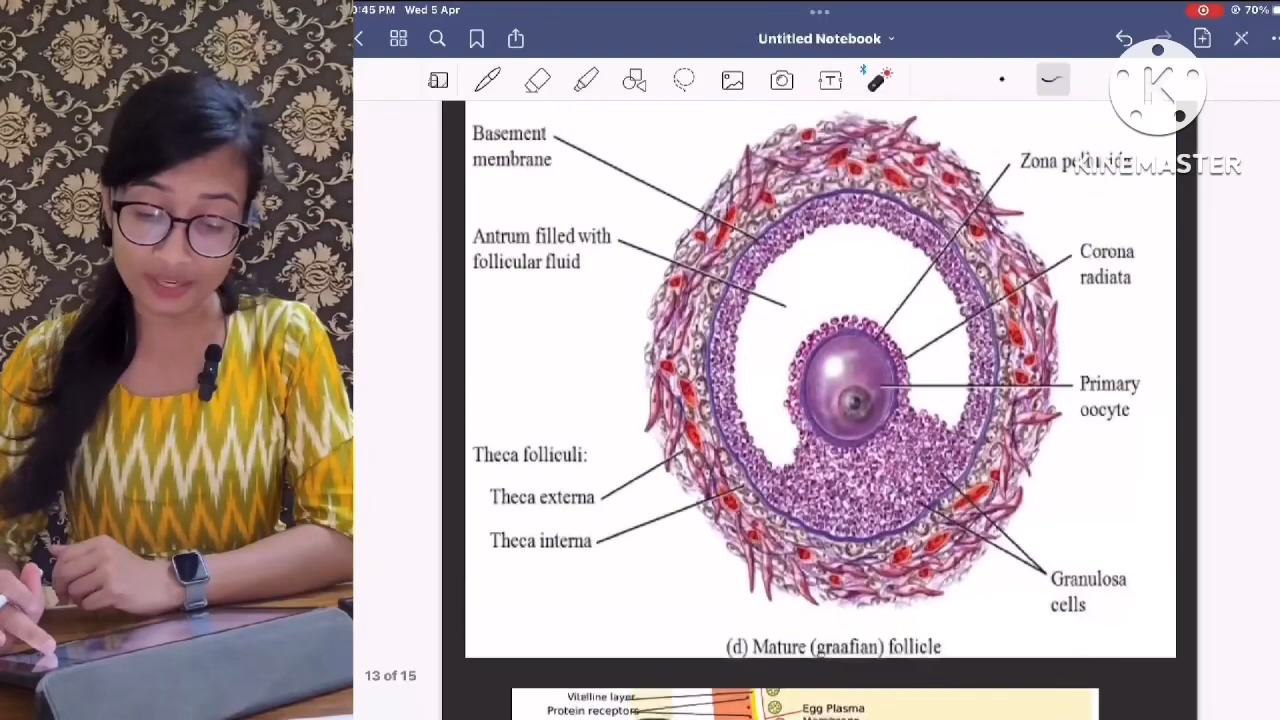 :45 PM Wed 5 Apr
70%
Untitled Notebook
K
KINEMASTER
Basement
membrane
Zona
Antrum filled with
follicular fluid
Corona
radiata
Primary
oocyte
Theca folliculi:
Theca externa
Theca interna
Granulosa
cells
(d) Mature (graafian) follicle
13 of 15
Vitelline layer
Protein receptors
Egg Plasma